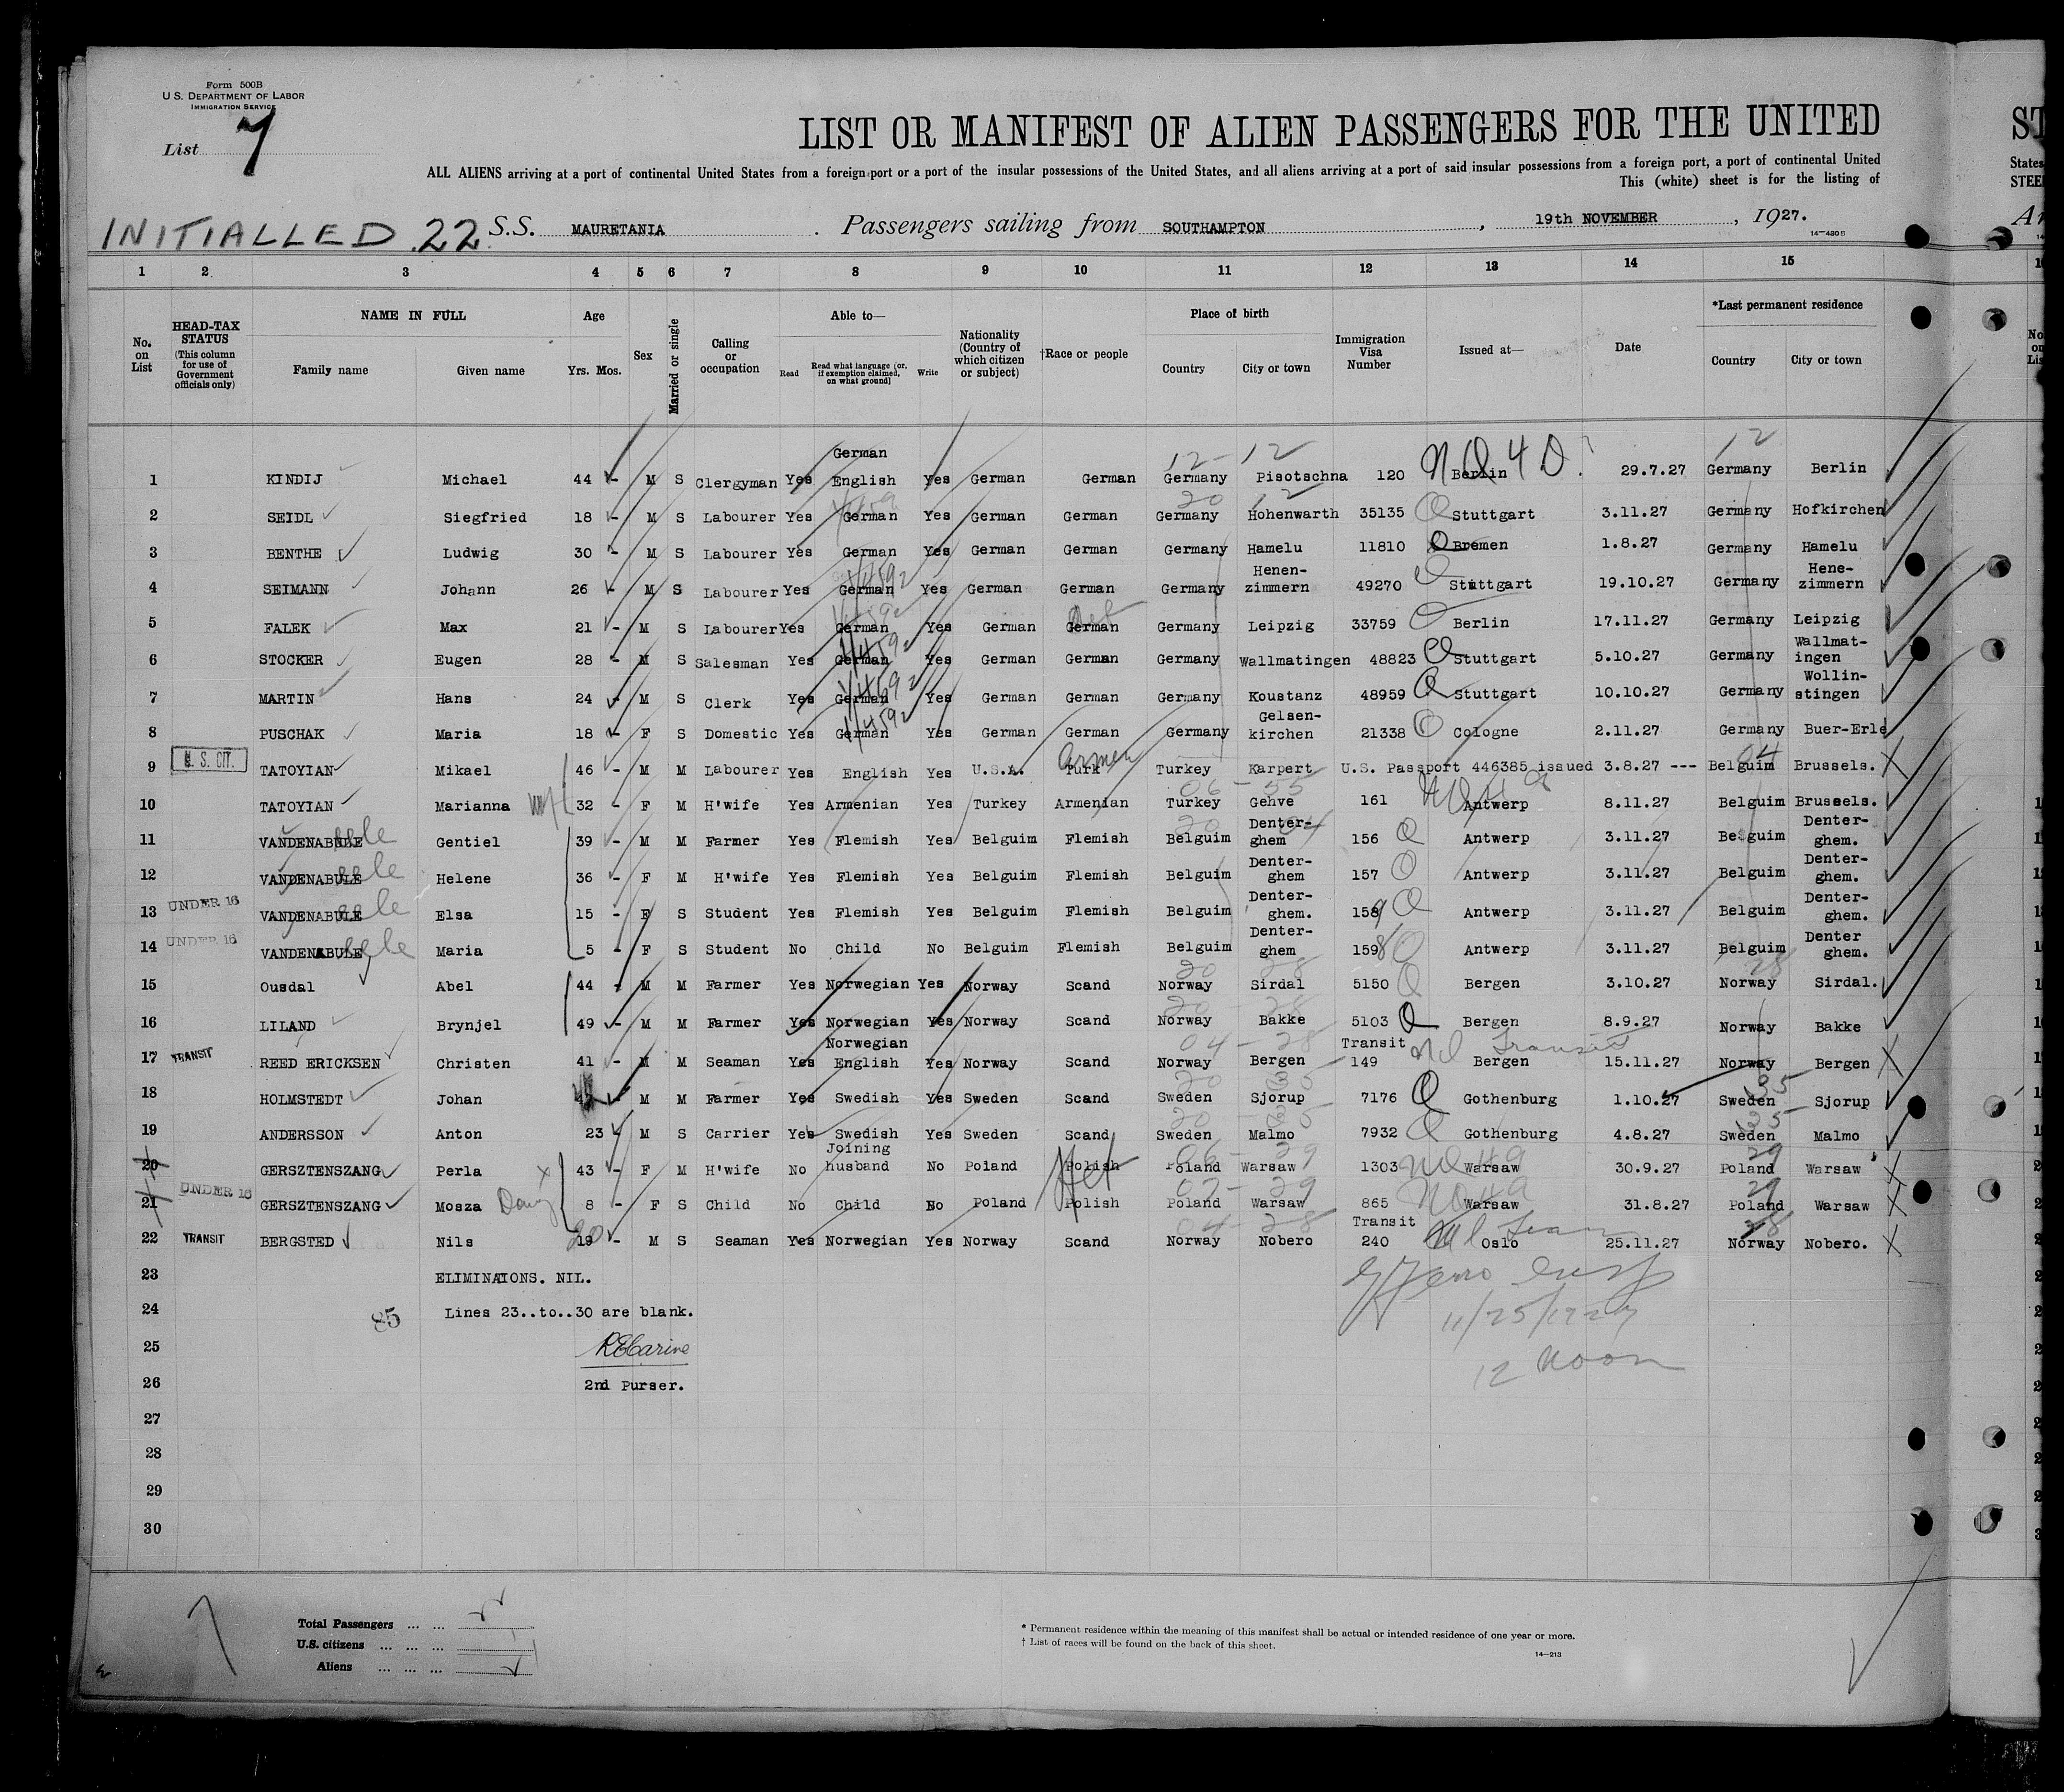 Form 500B
U.S. DEPARTMENT OF LABOR
IMMIGRATION SERVICE
List 7
LIST OR MANIFEST OF ALIEN PASSENGERS FOR THE UNITED
ALL ALIENS arriving at a port of continental United States from a foreign port or a port of the insular possessions of the United States, and all aliens arriving at a port of said insular possessions from a foreign port, a port of continental United
This (white) sheet is for the listing of
INITIALLED 22 S.S. MAURETANIA. Passengers sailing from SOUTHAMPTON, 19th NOVEMBER, 1927.
14-430B
1 2 3 4 5 6 7 8 9 10 11 12 13 14 15
No. on List
HEAD-TAX STATUS (This column for use of Government officials only)
NAME IN FULL
Family name Given name
Age
Yrs. Mos.
Sex
Married or single
Calling or occupation
Able to—
Read Read what language [or, if exemption claimed, on what ground] Write
Nationality (Country of which citizen or subject)
†Race or people
Place of birth
Country City or town
Immigration Visa Number
Issued at—
Date
*Last permanent residence
Country City or town
1 KINDIJ Michael 44 - M S Clergyman Yes German English Yes German German Germany Pisotschna 120 Berlin 29.7.27 Germany Berlin
2 SEIDL Siegfried 18 - M S Labourer Yes German Yes German German Germany Hohenwarth 35135 Stuttgart 3.11.27 Germany Hofkirchen
3 BENTHE Ludwig 30 - M S Labourer Yes German Yes German German Germany Hamelu 11810 Bremen 1.8.27 Germany Hamelu
4 SEIMANN Johann 26 - M S Labourer Yes German Yes German German Germany Henen-zimmern 49270 Stuttgart 19.10.27 Germany Hene-zimmern
5 FALEK Max 21 - M S Labourer Yes German Yes German German Germany Leipzig 33759 Berlin 17.11.27 Germany Leipzig
6 STOCKER Eugen 28 - M S Salesman Yes German Yes German German Germany Wallmatingen 48823 Stuttgart 5.10.27 Germany Wallmat-ingen
7 MARTIN Hans 24 - M S Clerk Yes German Yes German German Germany Koustanz 48959 Stuttgart 10.10.27 Germany Wollin-stingen
8 PUSCHAK Maria 18 - F S Domestic Yes German Yes German German Germany Gelsen-kirchen 21338 Cologne 2.11.27 Germany Buer-Erle
9 U.S. CIT. TATOYIAN Mikael 46 - M M Labourer Yes English Yes U.S.A. Turk Armen Turkey Karpert U.S. Passport 446385 issued 3.8.27 --- Belguim Brussels.
10 TATOYIAN Marianna wf 32 - F M H'wife Yes Armenian Yes Turkey Armenian Turkey Gehve 161 Antwerp 8.11.27 Belguim Brussels.
11 VANDENABULE Gentiel 39 - M M Farmer Yes Flemish Yes Belguim Flemish Belguim Denter-ghem 156 Antwerp 3.11.27 Belguim Denter-ghem.
12 VANDENABULE Helene 36 - F M H'wife Yes Flemish Yes Belguim Flemish Belguim Denter-ghem 157 Antwerp 3.11.27 Belguim Denter-ghem.
13 UNDER 16 VANDENABULE Elsa 15 - F S Student Yes Flemish Yes Belguim Flemish Belguim Denter-ghem. 158 Antwerp 3.11.27 Belguim Denter-ghem.
14 UNDER 16 VANDENABULE Maria 5 - F S Student No Child No Belguim Flemish Belguim Denter-ghem 159 Antwerp 3.11.27 Belguim Denter ghem.
15 Ousdal Abel 44 - M M Farmer Yes Norwegian Yes Norway Scand Norway Sirdal 5150 Bergen 3.10.27 Norway Sirdal.
16 LILAND Brynjel 49 - M M Farmer Yes Norwegian Yes Norway Scand Norway Bakke 5103 Bergen 8.9.27 Norway Bakke
17 TRANSIT REED ERICKSEN Christen 41 - M M Seaman Yes Norwegian English Yes Norway Scand Norway Bergen Transit 149 Bergen Transit 15.11.27 Norway Bergen
18 HOLMSTEDT Johan M M Farmer Yes Swedish Yes Sweden Scand Sweden Sjorup 7176 Gothenburg 1.10.27 Sweden Sjorup
19 ANDERSSON Anton 23 M S Carrier Yes Swedish Yes Sweden Scand Sweden Malmo 7932 Gothenburg 4.8.27 Sweden Malmo
20 GERSZTENSZANG Perla 43 - F M H'wife No Joining husband No Poland Polish Poland Warsaw 1303 Warsaw 30.9.27 Poland Warsaw
21 UNDER 16 GERSZTENSZANG Mosza 8 - F S Child No Child No Poland Polish Poland Warsaw 865 Warsaw 31.8.27 Poland Warsaw
22 TRANSIT BERGSTED Nils 19 - M S Seaman Yes Norwegian Yes Norway Scand Norway Nobero Transit 240 Oslo 25.11.27 Norway Nobero.
23 ELIMINATIONS. NIL.
24 85 Lines 23..to..30 are blank.
11/25/1927
25
12 Noon
26 2nd Purser.
27
28
29
30
Total Passengers ... ...
U.S. citizens ... ... ...
Aliens ... ... ...
* Permanent residence within the meaning of this manifest shall be actual or intended residence of one year or more.
† List of races will be found on the back of this sheet.
14-213